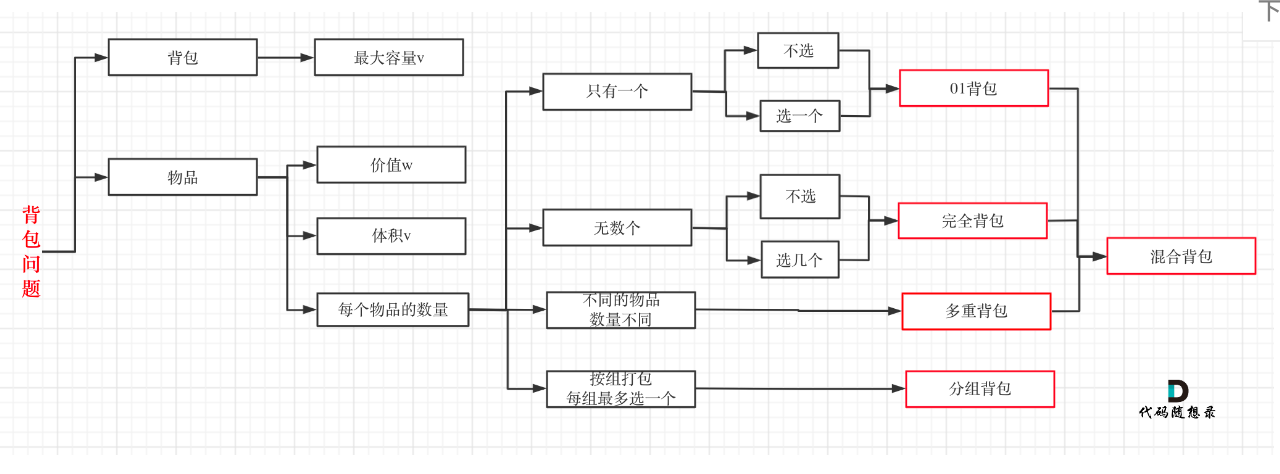 下
背包
最大容量v
物品
价值w
体积v
每个物品的数量
背包问题
只有一个
不选
选一个
01背包
无数个
不选
选几个
完全背包
不同的物品
数量不同
多重背包
按组打包
每组最多选一个
分组背包
混合背包
代码随想录